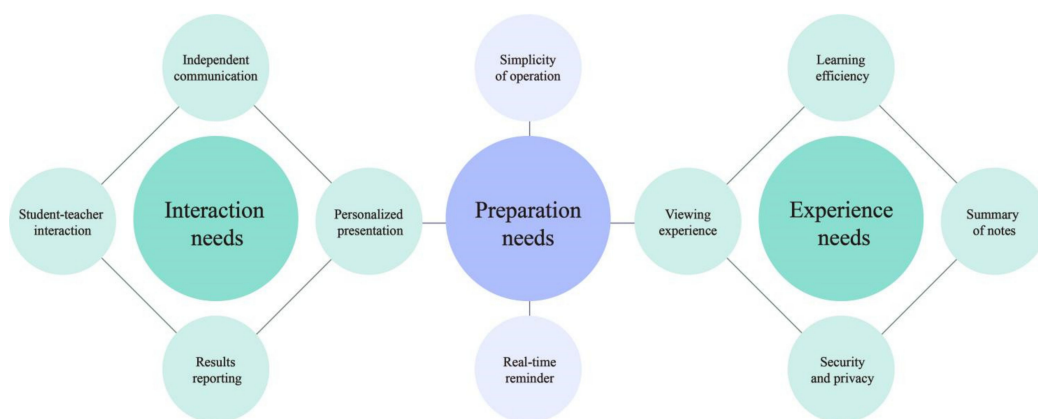 Independent
communication
Student-teacher
interaction
Interaction
needs
Personalized
presentation
Results
reporting
Simplicity
of operation
Preparation
needs
Real-time
reminder
Learning
efficiency
Viewing
experience
Experience
needs
Summary
of notes
Security
and privacy